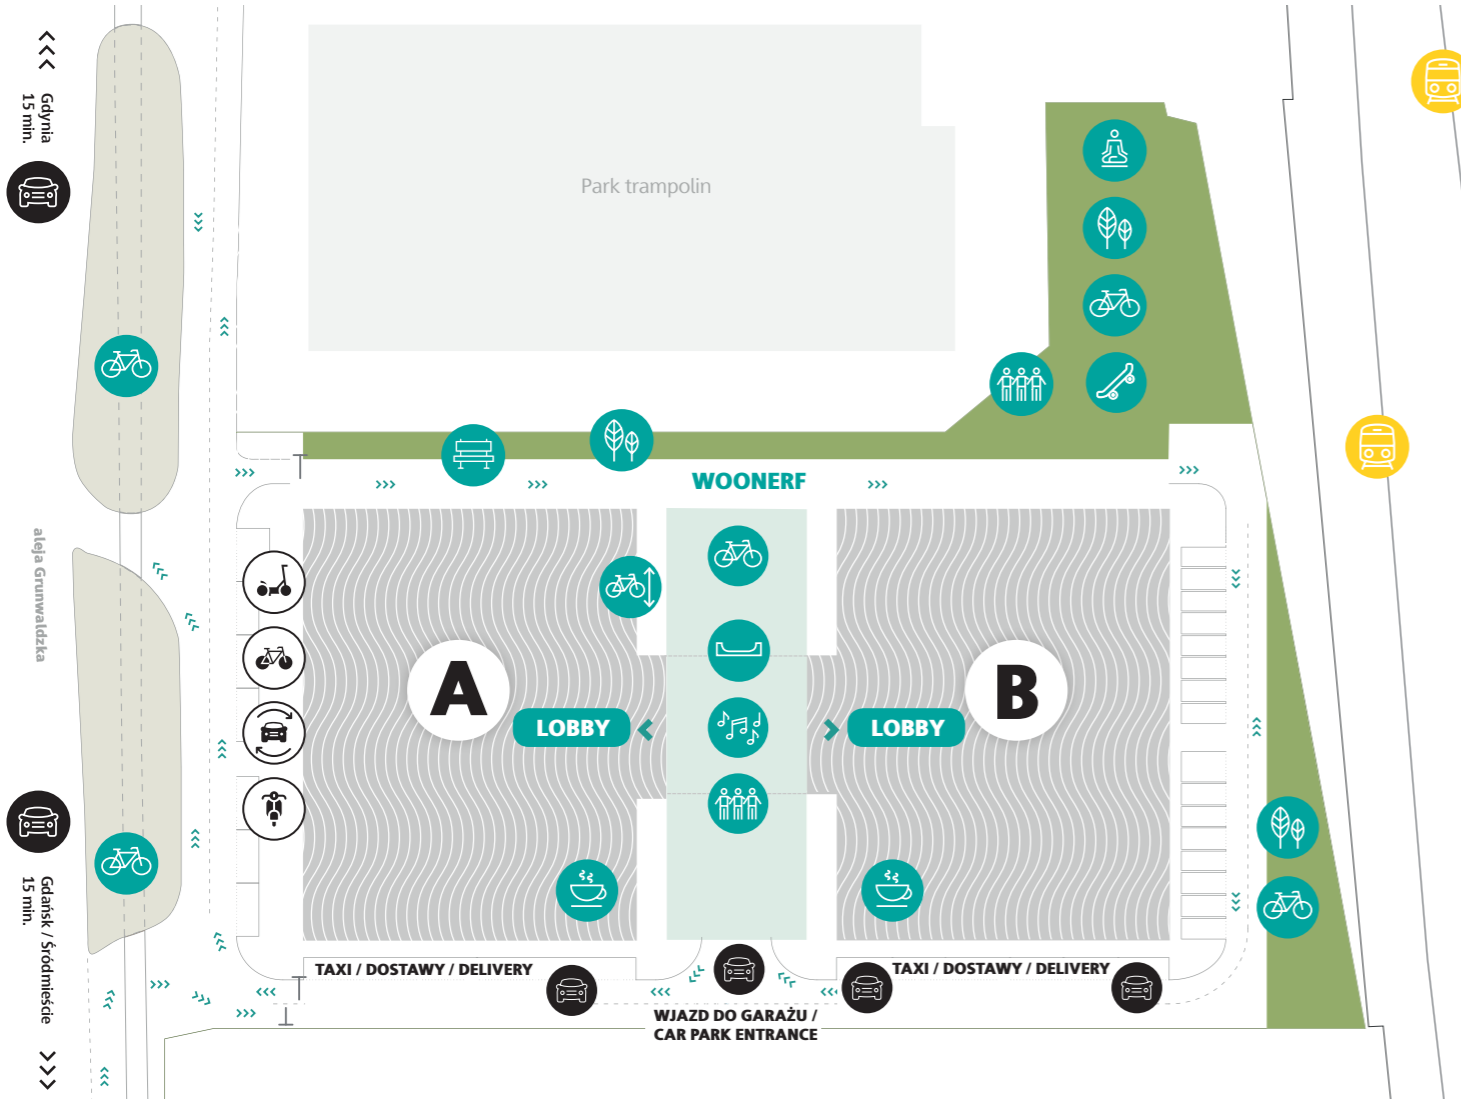 Gdynia
15 min.
Park trampolin
WOONERF
aleja Grunwaldzka
A
B
LOBBY
LOBBY
Gdańsk / Śródmieście
15 min.
TAXI / DOSTAWY / DELIVERY
TAXI / DOSTAWY / DELIVERY
WJAZD DO GARAŻU /
CAR PARK ENTRANCE